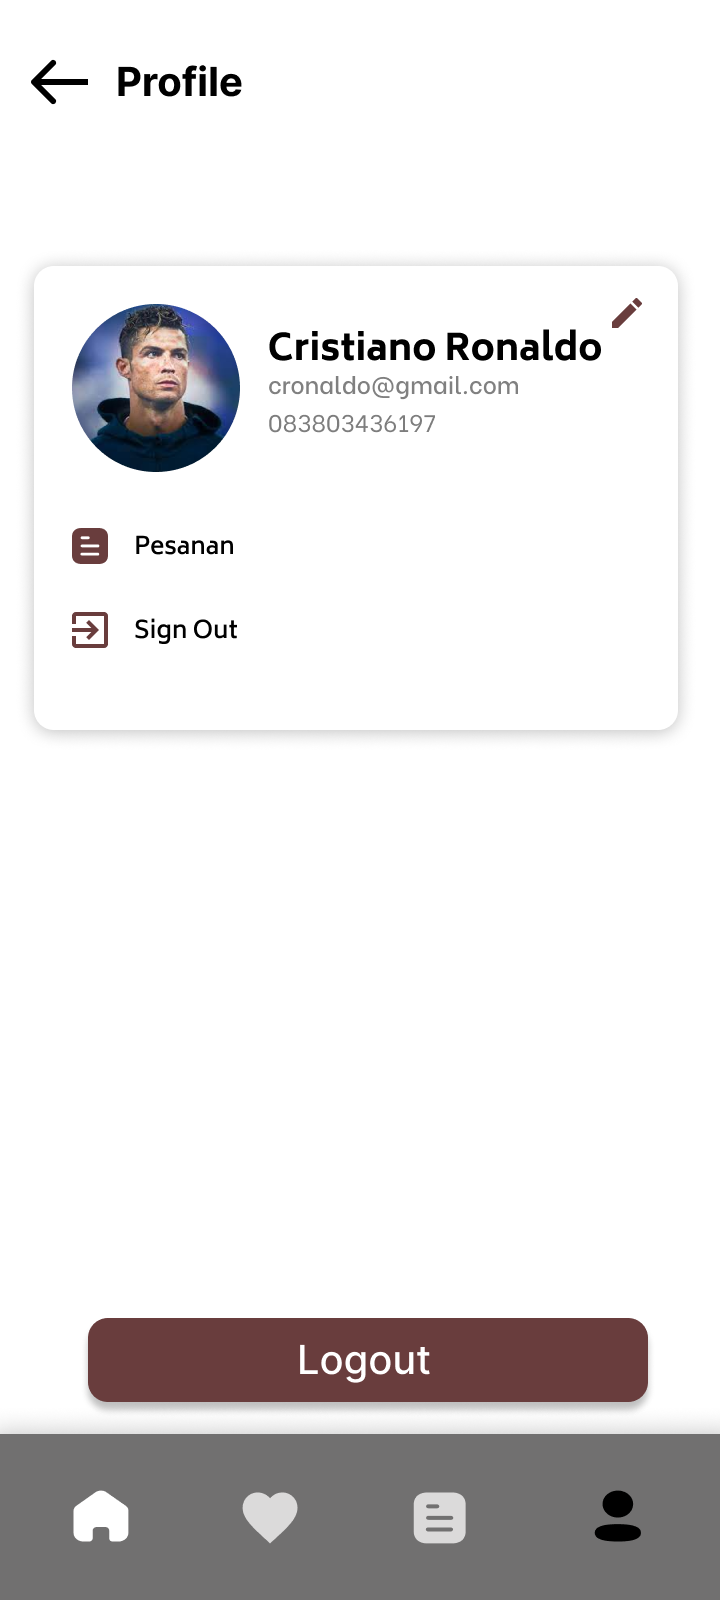 Profile
Cristiano Ronaldo
cronaldo@gmail.com
083803436197
Pesanan
Sign Out
Logout